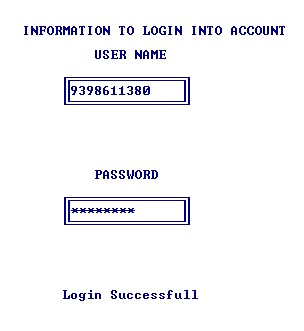 INFORMATION TO LOGIN INTO ACCOUNT
USER NAME
9398611380
PASSWORD
********
Login Successfull